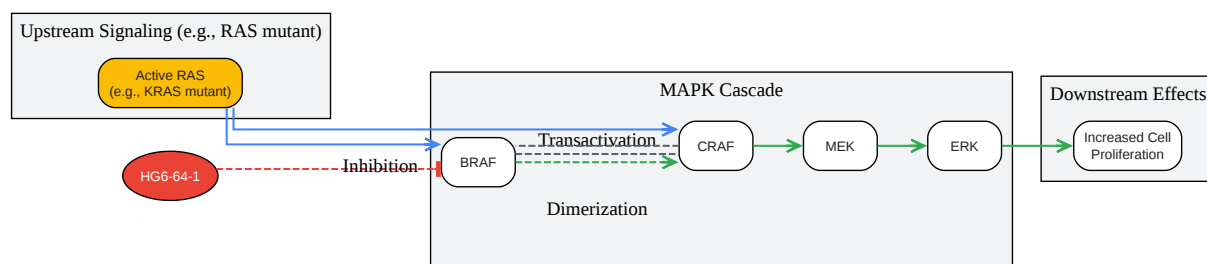 Upstream Signaling (e.g., RAS mutant)
Active RAS
(e.g., KRAS mutant)
HG6-64-1
Inhibition
MAPK Cascade
BRAF
Transactivation
Dimerization
CRAF
MEK
ERK
Downstream Effects
Increased Cell
Proliferation